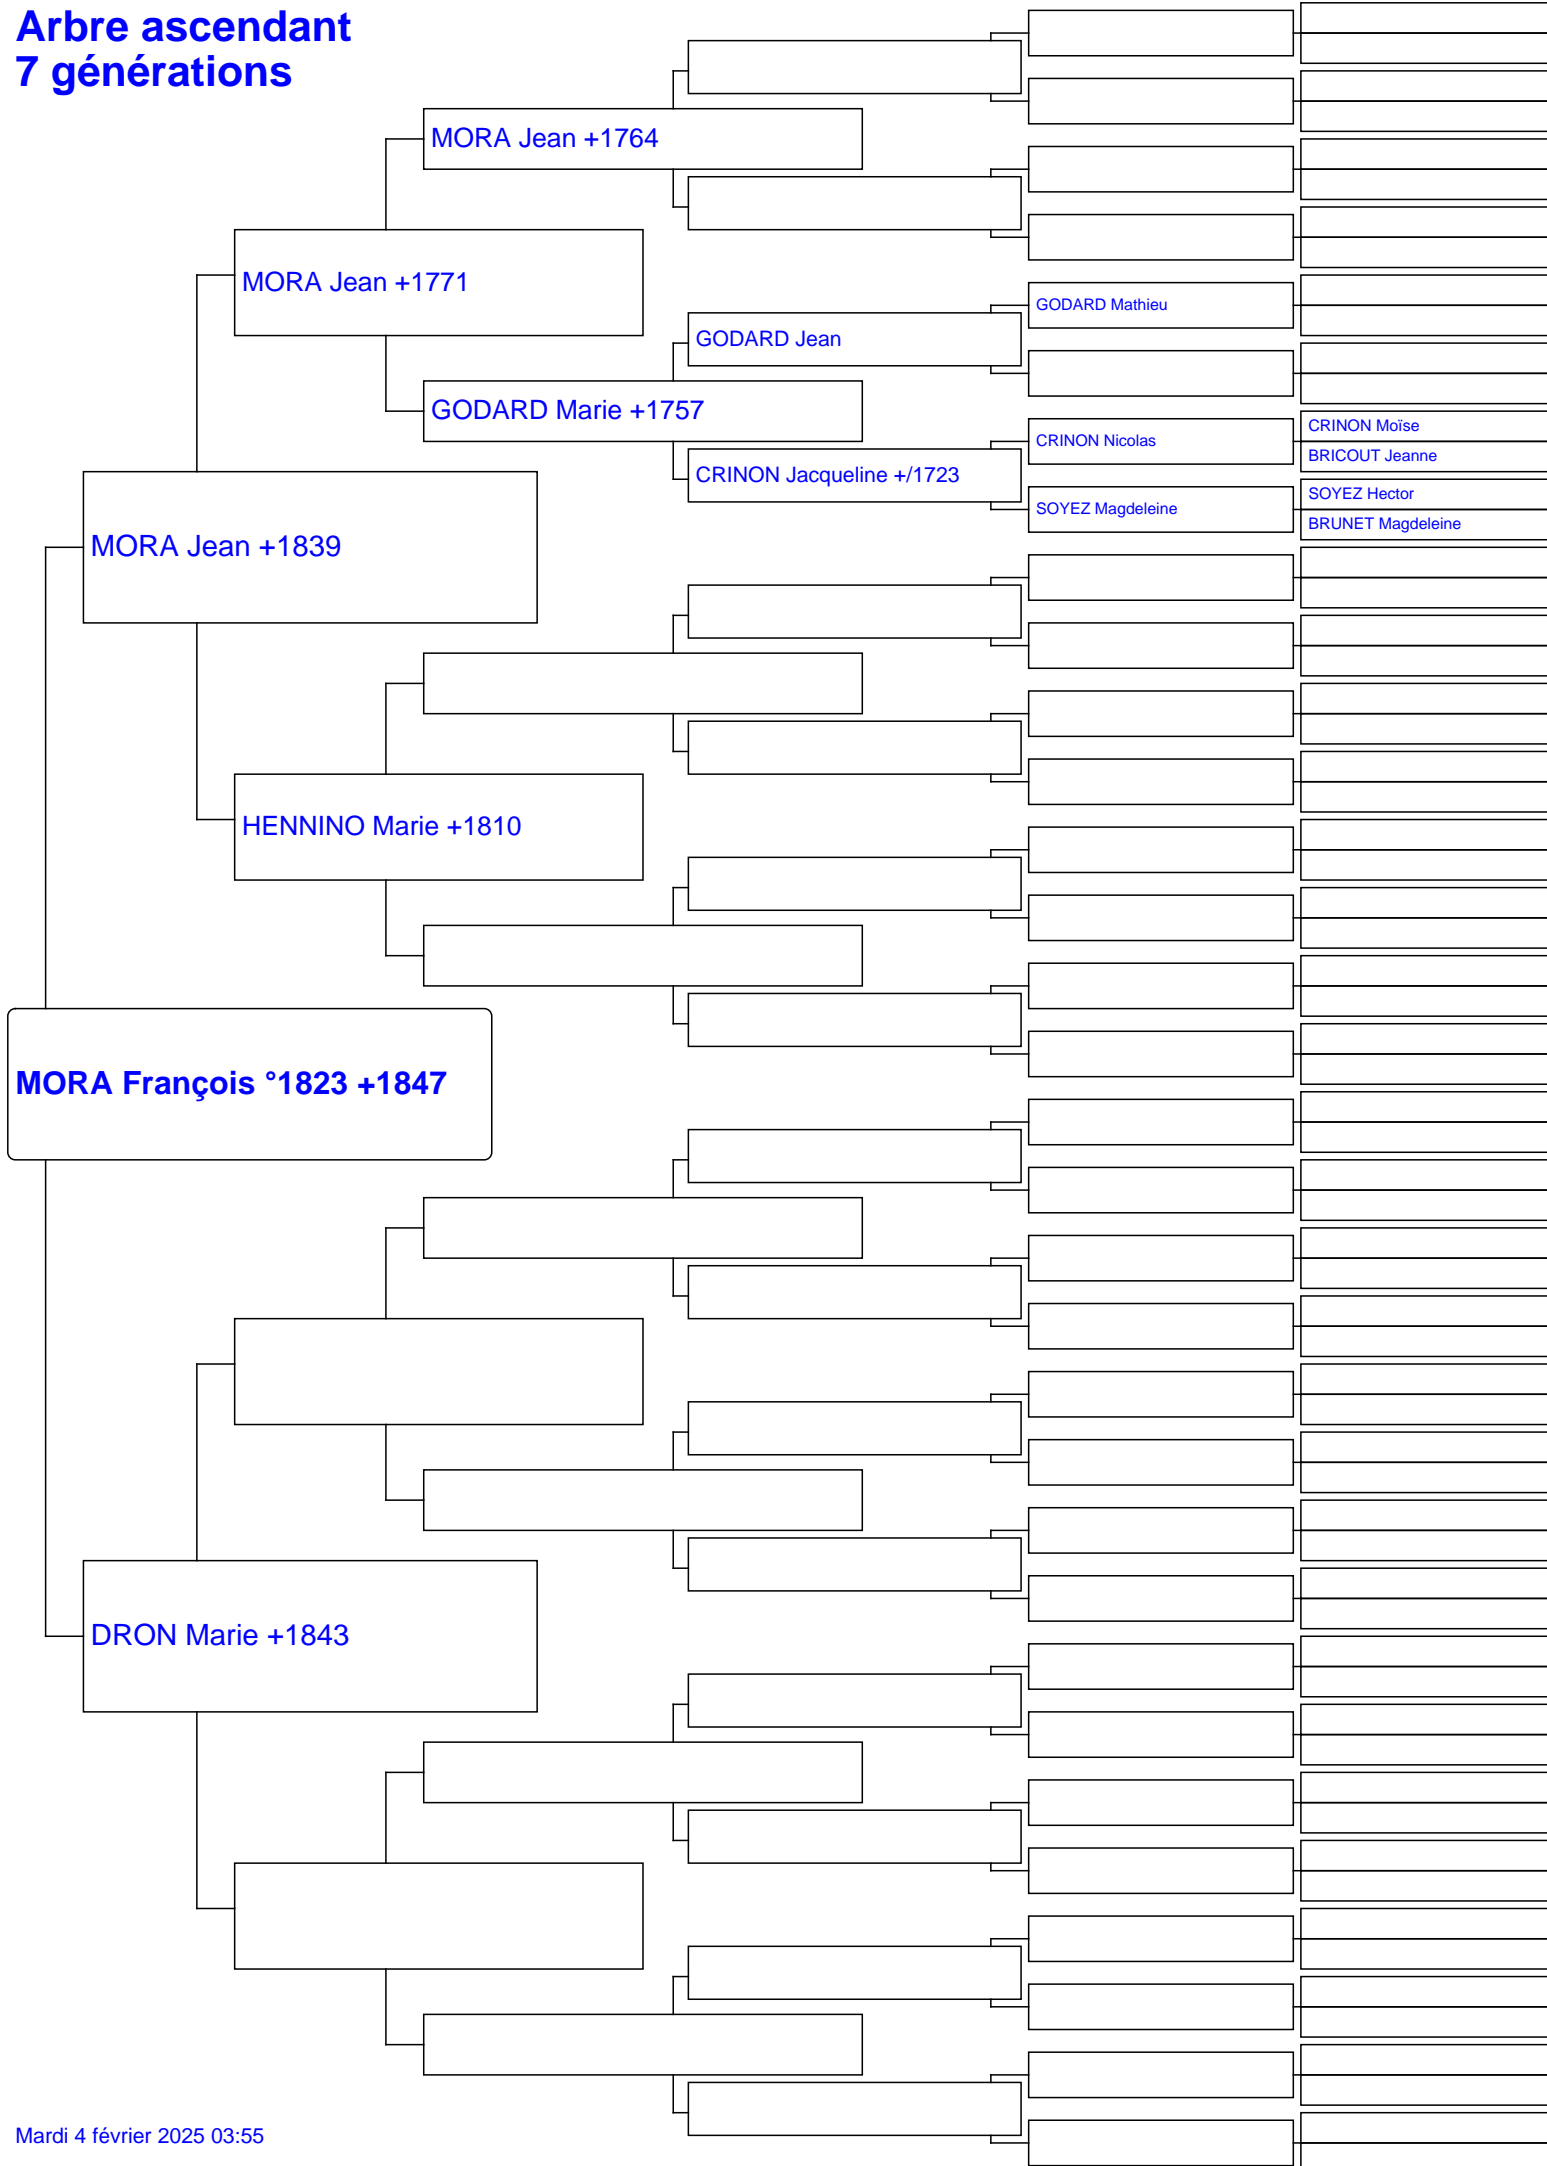 Arbre ascendant
7 générations
MORA Jean +1764
MORA Jean +1771
GODARD Mathieu
GODARD Jean
GODARD Marie +1757
CRINON Moïse
CRINON Nicolas
BRICOUT Jeanne
CRINON Jacqueline +/1723
SOYEZ Hector
SOYEZ Magdeleine
BRUNET Magdeleine
MORA Jean +1839
HENNINO Marie +1810
MORA François °1823 +1847
DRON Marie +1843
Mardi 4 février 2025 03:55